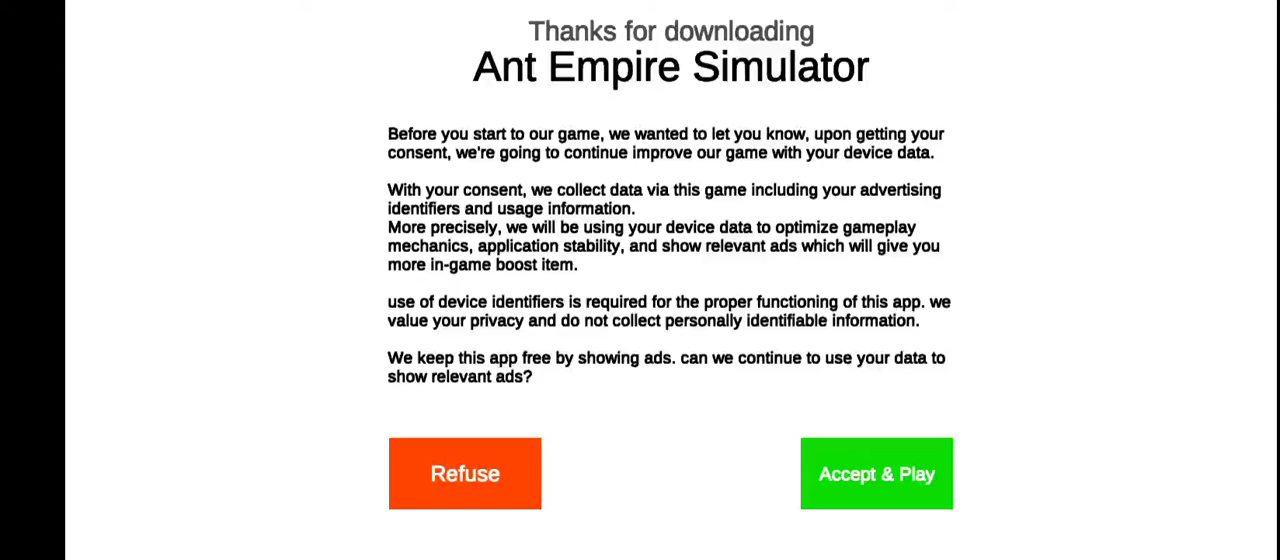 Thanks for downloading
Ant Empire Simulator
Before you start to our game, we wanted to let you know, upon getting your
consent, we're going to continue improve our game with your device data.
With your consent, we collect data via this game including your advertising
identifiers and usage information.
More precisely, we will be using your device data to optimize gameplay
mechanics, application stability, and show relevant ads which will give you
more in-game boost item.
use of device identifiers is required for the proper functioning of this app. we
value your privacy and do not collect personally identifiable information.
We keep this app free by showing ads. can we continue to use your data to
show relevant ads?
Refuse
Accept & Play